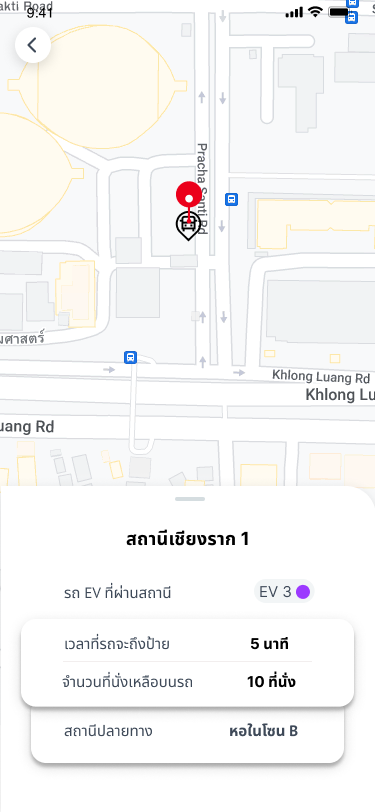 akti Road
9:41
Pracha Santi Rd
มศาสตร์
Khlong Luang Rd
Khlong Lu
uang Rd
สถานีเชียงราก 1
รถ EV ที่ผ่านสถานี EV 3
เวลาที่รถจะถึงป้าย 5 นาที
จำนวนที่นั่งเหลือบนรถ 10 ที่นั่ง
สถานีปลายทาง หอในโซน B